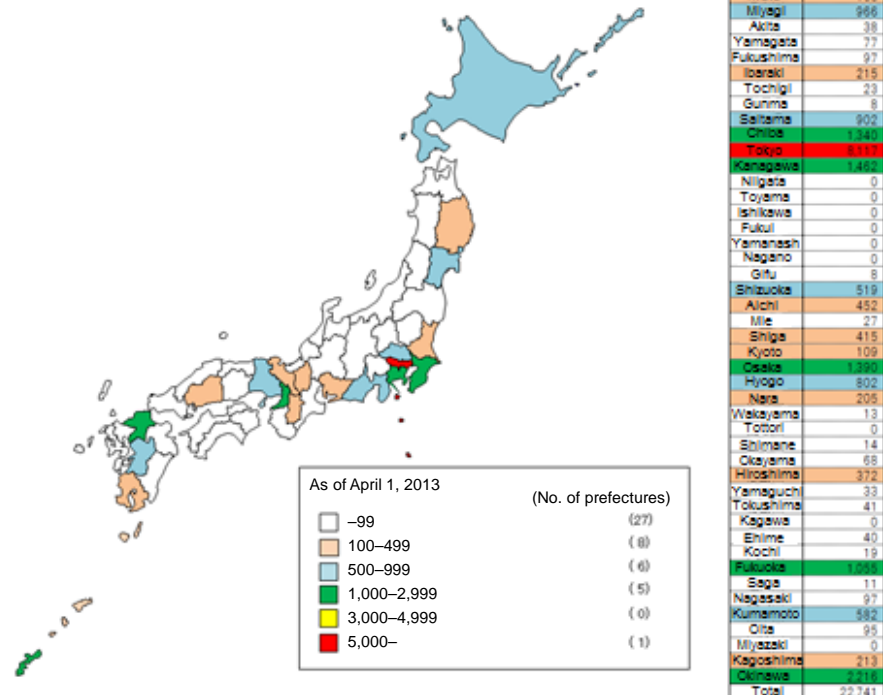 Miyagi 966
Akita 38
Yamagata 77
Fukushima 97
Ibaraki 215
Tochigi 23
Gunma 8
Saitama 902
Chiba 1,340
Tokyo 8,117
Kanagawa 1,462
Niigata 0
Toyama 0
Ishikawa 0
Fukui 0
Yamanash 0
Nagano 0
Gifu 8
Shizuoka 519
Aichi 452
Mie 27
Shiga 415
Kyoto 109
Osaka 1,390
Hyogo 802
Nara 205
Wakayama 13
Tottori 0
Shimane 14
Okayama 68
Hiroshima 372
Yamaguchi 33
Tokushima 41
Kagawa 0
Ehime 40
Kochi 19
Fukuoka 1,055
Saga 11
Nagasaki 97
Kumamoto 582
Oita 95
Miyazaki 0
Kagoshima 213
Okinawa 2,216
Total 22,741
As of April 1, 2013
(No. of prefectures)
–99 (27)
100–499 (8)
500–999 (6)
1,000–2,999 (5)
3,000–4,999 (0)
5,000– (1)